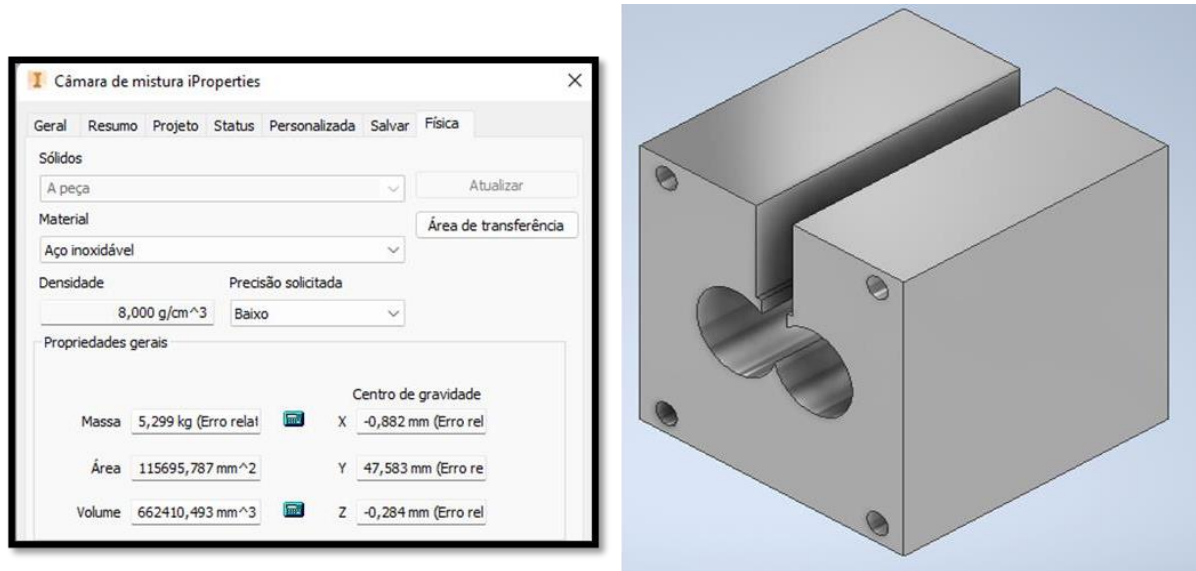 Câmara de mistura iProperties
Geral Resumo Projeto Status Personalizada Salvar Física
Sólidos
A peça
Atualizar
Material
Área de transferência
Aço inoxidável
Densidade Precisão solicitada
8,000 g/cm^3 Baixo
Propriedades gerais
Centro de gravidade
Massa 5,299 kg (Erro relat X -0,882 mm (Erro rel
Área 115695,787 mm^2 Y 47,583 mm (Erro re
Volume 662410,493 mm^3 Z -0,284 mm (Erro rel